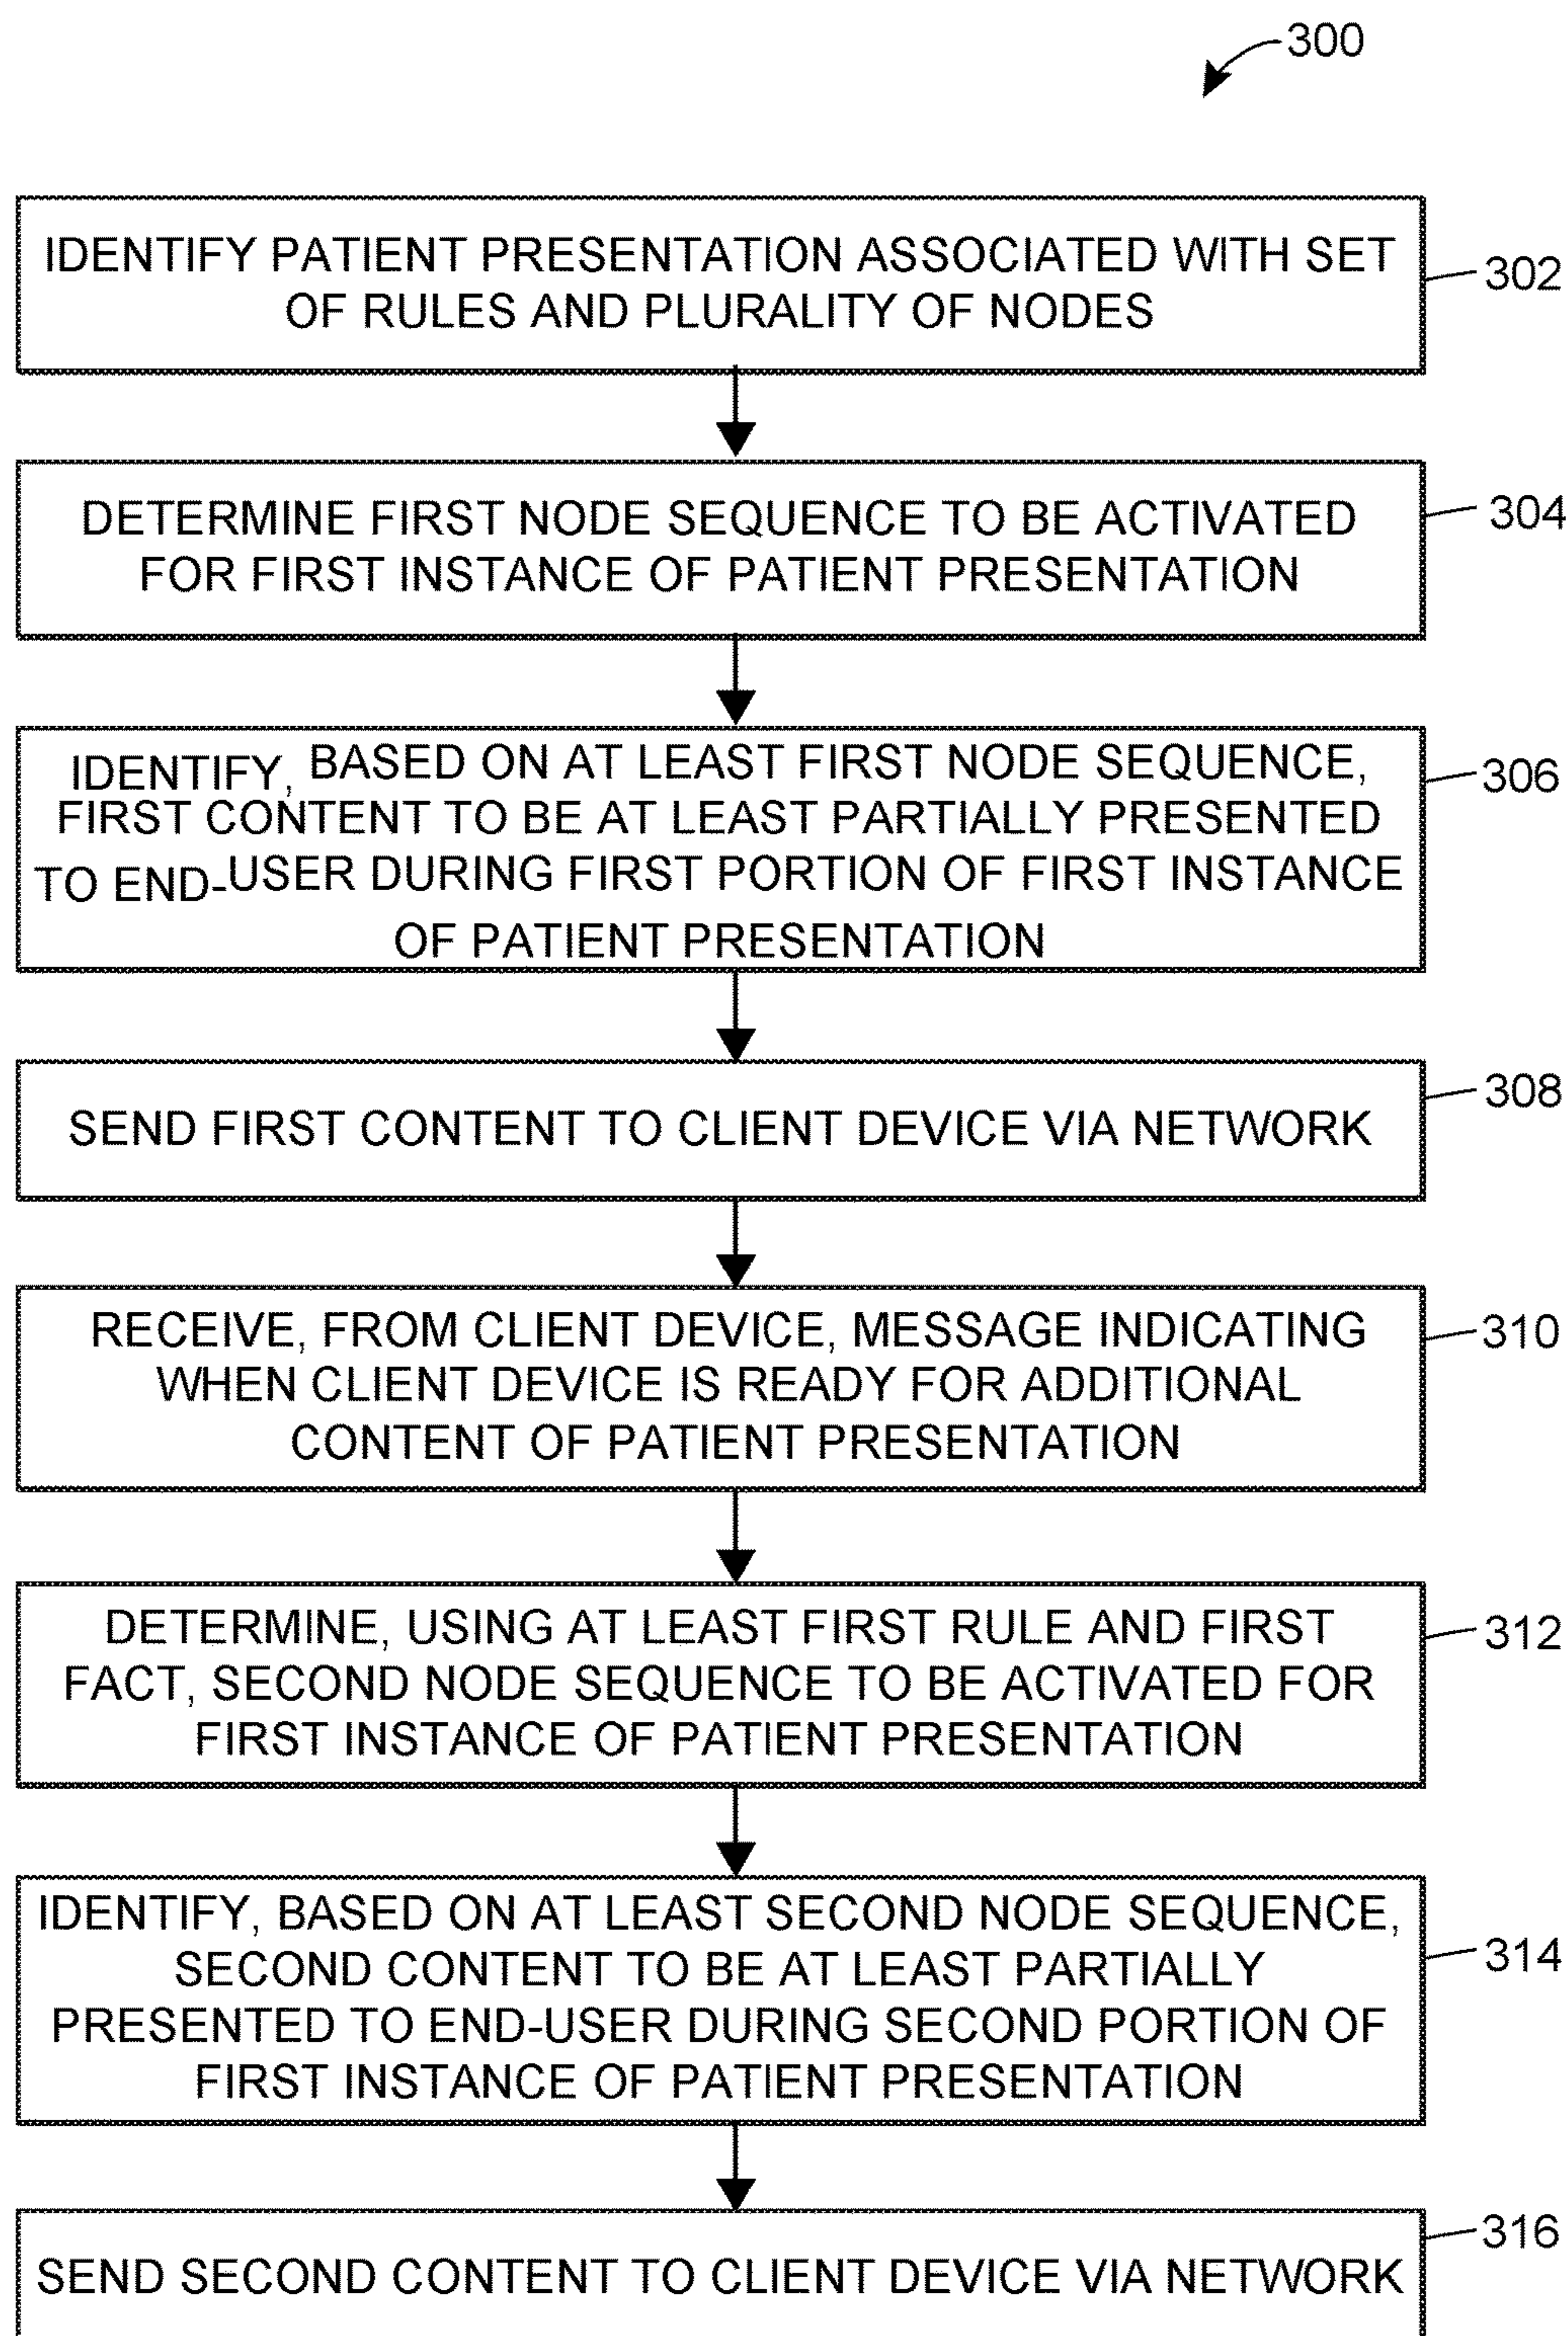 300
IDENTIFY PATIENT PRESENTATION ASSOCIATED WITH SET
OF RULES AND PLURALITY OF NODES
302
DETERMINE FIRST NODE SEQUENCE TO BE ACTIVATED
FOR FIRST INSTANCE OF PATIENT PRESENTATION
304
IDENTIFY, BASED ON AT LEAST FIRST NODE SEQUENCE,
FIRST CONTENT TO BE AT LEAST PARTIALLY PRESENTED
TO END-USER DURING FIRST PORTION OF FIRST INSTANCE
OF PATIENT PRESENTATION
306
SEND FIRST CONTENT TO CLIENT DEVICE VIA NETWORK
308
RECEIVE, FROM CLIENT DEVICE, MESSAGE INDICATING
WHEN CLIENT DEVICE IS READY FOR ADDITIONAL
CONTENT OF PATIENT PRESENTATION
310
DETERMINE, USING AT LEAST FIRST RULE AND FIRST
FACT, SECOND NODE SEQUENCE TO BE ACTIVATED FOR
FIRST INSTANCE OF PATIENT PRESENTATION
312
IDENTIFY, BASED ON AT LEAST SECOND NODE SEQUENCE,
SECOND CONTENT TO BE AT LEAST PARTIALLY
PRESENTED TO END-USER DURING SECOND PORTION OF
FIRST INSTANCE OF PATIENT PRESENTATION
314
SEND SECOND CONTENT TO CLIENT DEVICE VIA NETWORK
316